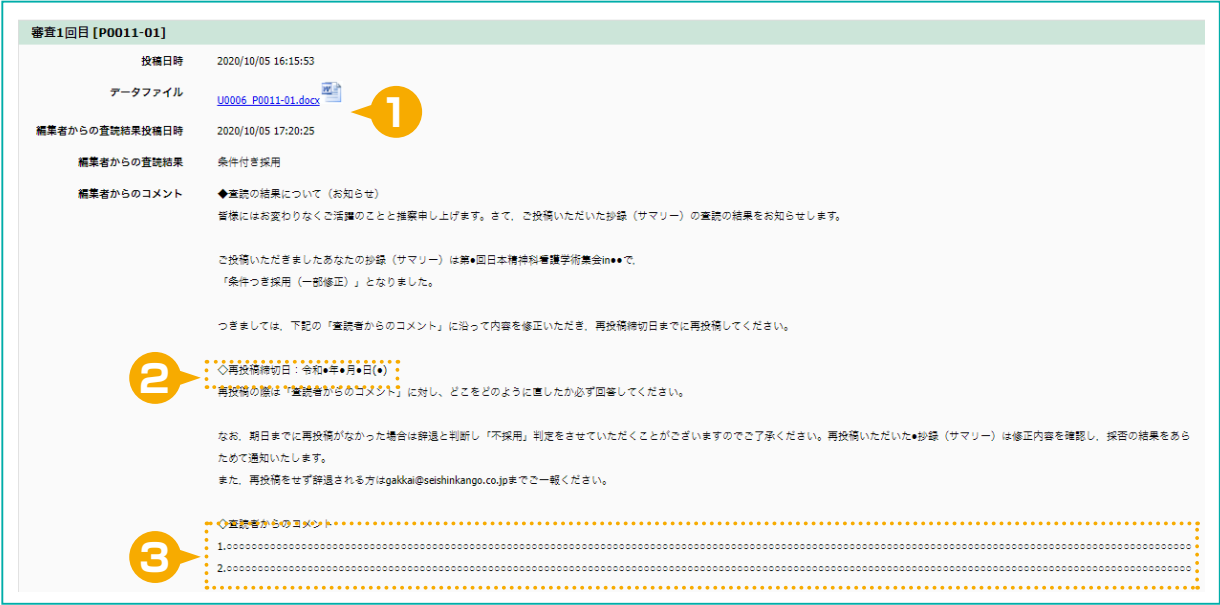 審査1回目 [P0011-01]
投稿日時 2020/10/05 16:15:53
データファイル U0006_P0011-01.docx
1
編集者からの査読結果投稿日時 2020/10/05 17:20:25
編集者からの査読結果 条件付き採用
編集者からのコメント ◆査読の結果について（お知らせ）
皆様にはお変わりなくご活躍のことと推察申し上げます。さて、ご投稿いただいた抄録（サマリー）の査読の結果をお知らせします。
ご投稿いただきましたあなたの抄録（サマリー）は第●回日本精神科看護学術集会in●●で、
「条件つき採用（一部修正）」となりました。
つきましては、下記の「査読者からのコメント」に沿って内容を修正いただき、再投稿締切日までに再投稿してください。
2
◇再投稿締切日：令和●年●月●日(●)
再投稿の際は「査読者からのコメント」に対し、どこをどのように直したか必ず回答してください。
なお、期日までに再投稿がなかった場合は辞退と判断し「不採用」判定をさせていただくことがございますのでご了承ください。再投稿いただいた●抄録（サマリー）は修正内容を確認し、採否の結果をあら
ためて通知いたします。
また、再投稿をせず辞退される方はgakkai@seishinkango.co.jpまでご一報ください。
◇査読者からのコメント
3
1.○○○○○○○○○○○○○○○○○○○○○○○○○○○○○○○○○○○○○○○○○○○○○○○○○○○○○○○○○○○○○○○○○○○○○○○○○○○○○○○○○○○○○○○○○○○○○○○○○○○○○○○○○○○○○○○○○○○○○○○○○○○○○○○○○○○○○○○○○○○○○○○○○○○○○○○○○○○○○○○○○○○
2.○○○○○○○○○○○○○○○○○○○○○○○○○○○○○○○○○○○○○○○○○○○○○○○○○○○○○○○○○○○○○○○○○○○○○○○○○○○○○○○○○○○○○○○○○○○○○○○○○○○○○○○○○○○○○○○○○○○○○○○○○○○○○○○○○○○○○○○○○○○○○○○○○○○○○○○○○○○○○○○○○○○